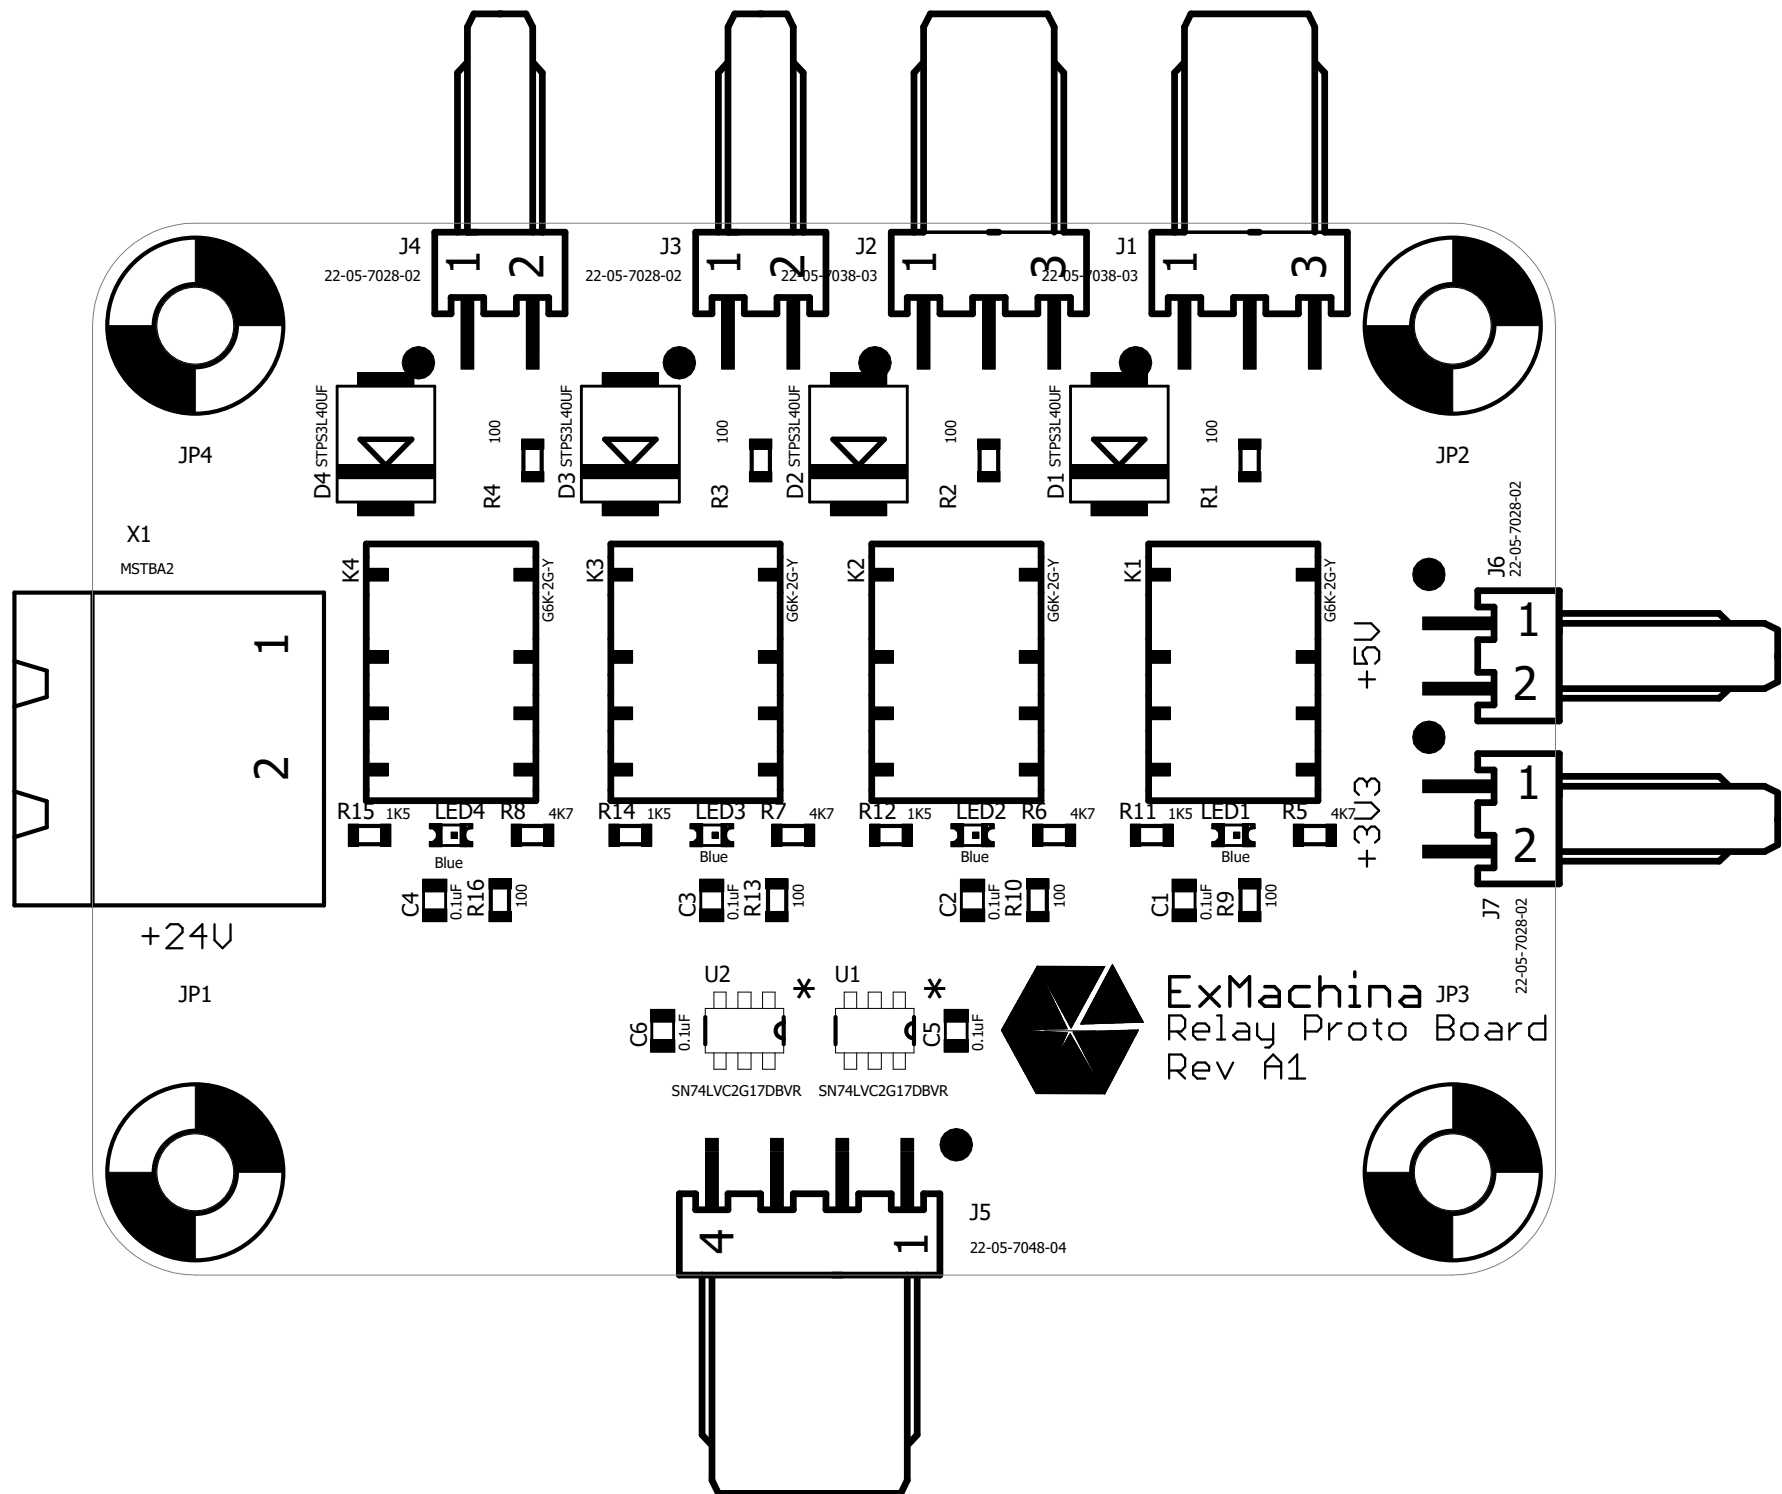 J4
22-05-7028-02
1 2
J3
22-05-7028-02
1 2
J2
22-05-7038-03
1 3
J1
22-05-7038-03
1 3
JP4
D4 STPS3L40UF
R4 100
D3 STPS3L40UF
R3 100
D2 STPS3L40UF
R2 100
D1 STPS3L40UF
R1 100
JP2
X1
MSTBA2
1
2
+24V
K4 G6K-2G-Y
K3 G6K-2G-Y
K2 G6K-2G-Y
K1 G6K-2G-Y
J6
22-05-7028-02
+5V
1
2
+3V3
1
2
J7
22-05-7028-02
R15 1K5 LED4 R8 4K7
Blue
R14 1K5 LED3 R7 4K7
Blue
R12 1K5 LED2 R6 4K7
Blue
R11 1K5 LED1 R5 4K7
Blue
C4 0.1uF R16 100
C3 0.1uF R13 100
C2 0.1uF R10 100
C1 0.1uF R9 100
JP1
U2 *
U1 *
C6 0.1uF
C5 0.1uF
SN74LVC2G17DBVR
SN74LVC2G17DBVR
ExMachina
JP3
Relay Proto Board
Rev A1
4 1
J5
22-05-7048-04